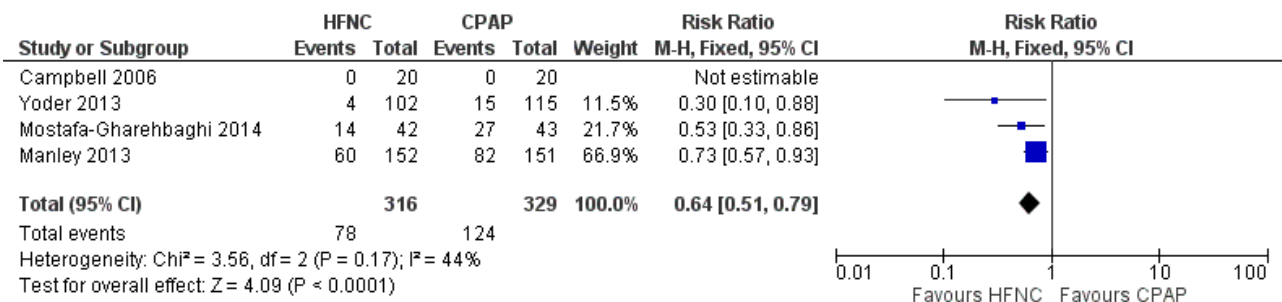 HFNC CPAP Risk Ratio Risk Ratio
Study or Subgroup Events Total Events Total Weight M-H, Fixed, 95% CI M-H, Fixed, 95% CI
Campbell 2006 0 20 0 20 Not estimable
Yoder 2013 4 102 15 115 11.5% 0.30 [0.10, 0.88]
Mostafa-Gharehbaghi 2014 14 42 27 43 21.7% 0.53 [0.33, 0.86]
Manley 2013 60 152 82 151 66.9% 0.73 [0.57, 0.93]
Total (95% CI) 316 329 100.0% 0.64 [0.51, 0.79]
Total events 78 124
Heterogeneity: Chi² = 3.56, df = 2 (P = 0.17); I² = 44%
Test for overall effect: Z = 4.09 (P < 0.0001)
0.01 0.1 1 10 100
Favours HFNC Favours CPAP